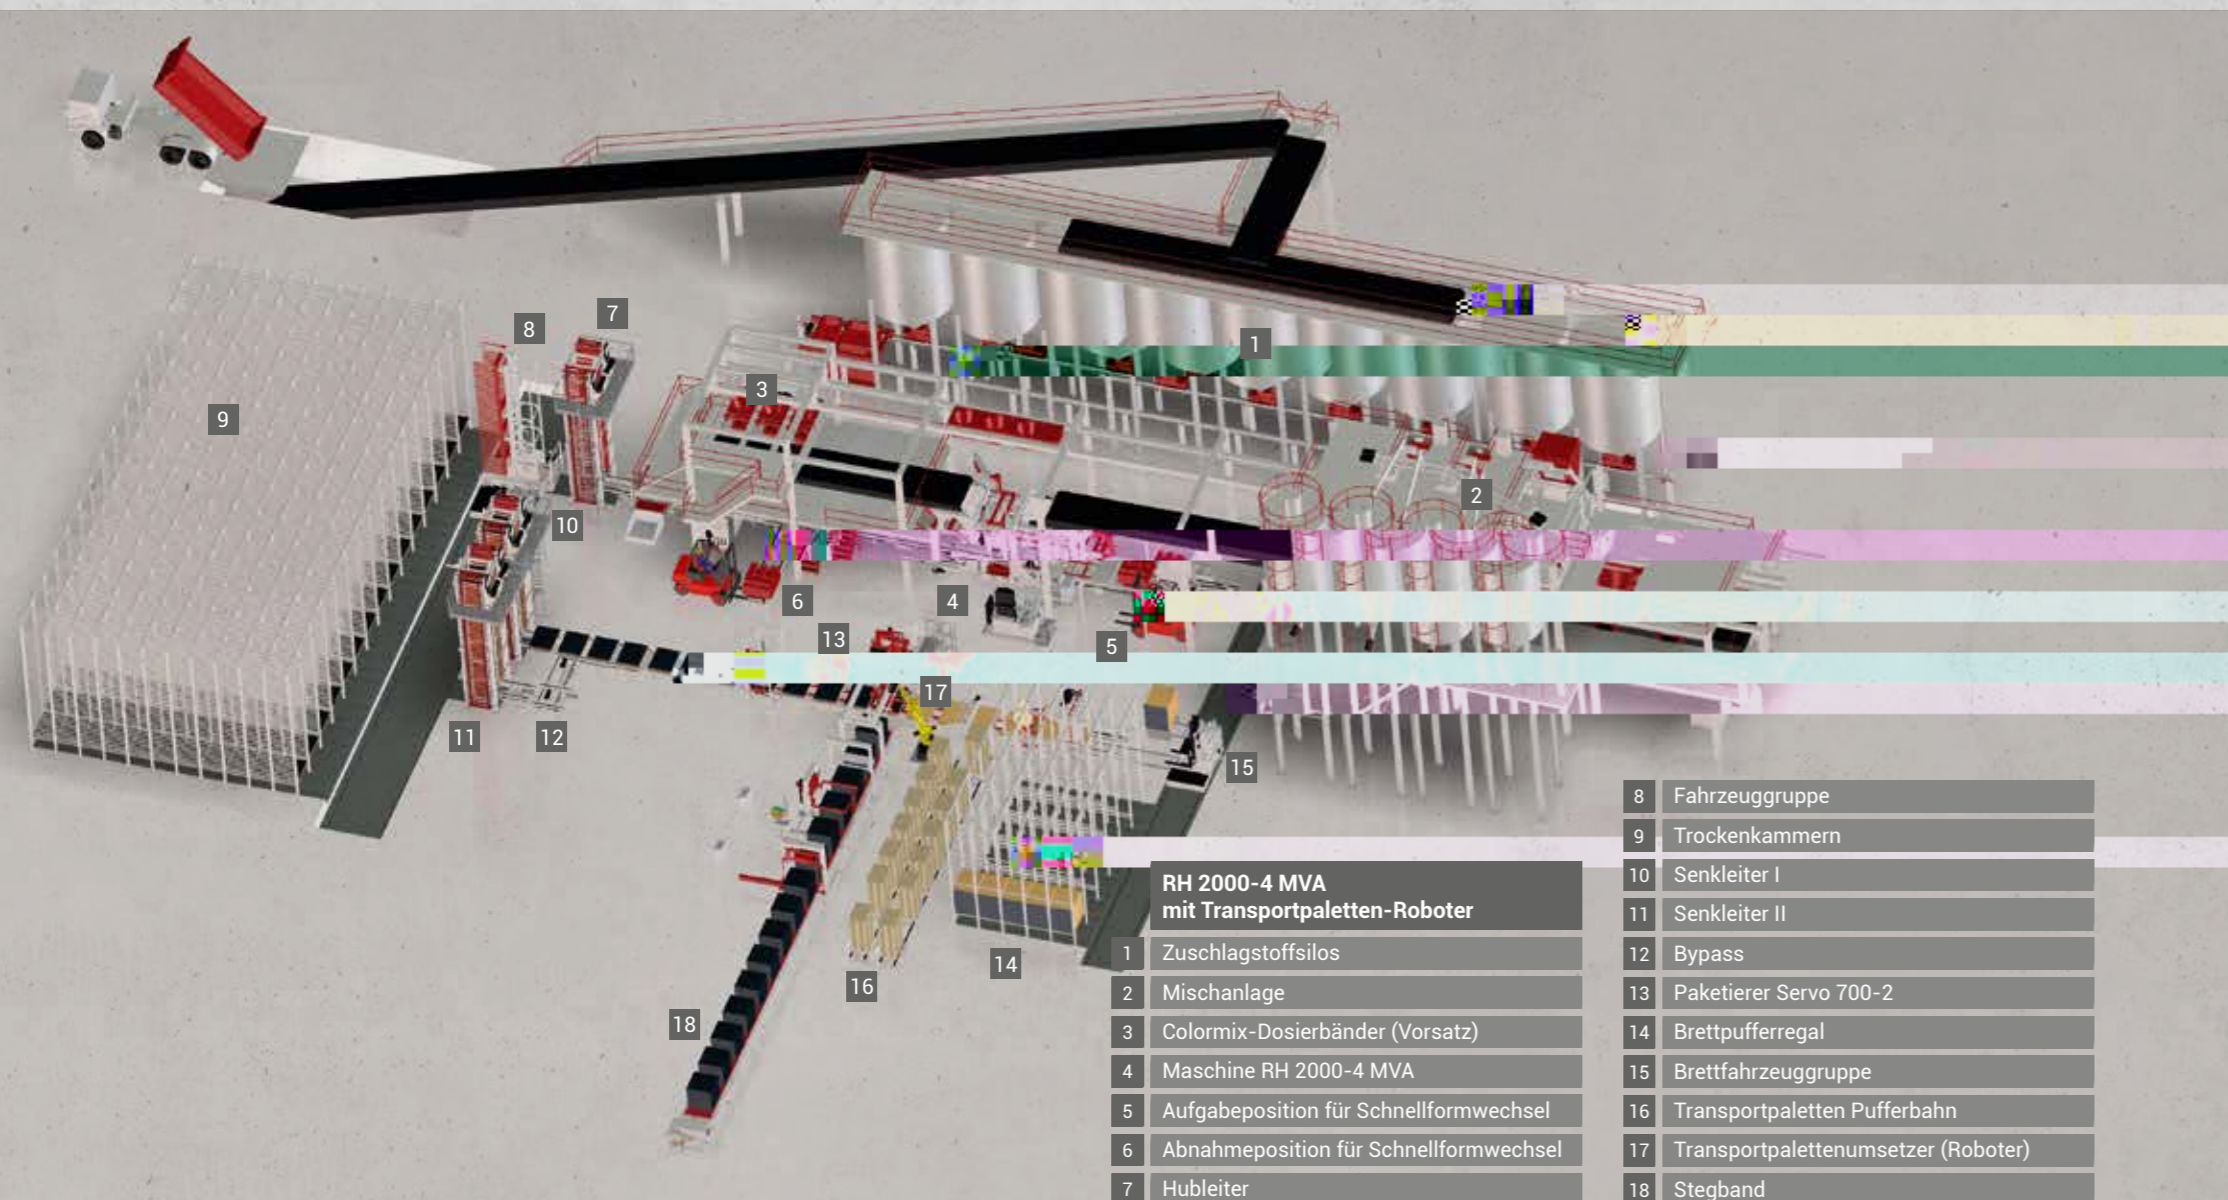 7
8
1
3
9
2
10
6
4
13
5
17
11
12
15
14
16
18
RH 2000-4 MVA
mit Transportpaletten-Roboter
1 Zuschlagstoffsilos
2 Mischanlage
3 Colormix-Dosierbänder (Vorsatz)
4 Maschine RH 2000-4 MVA
5 Aufgabeposition für Schnellformwechsel
6 Abnahmeposition für Schnellformwechsel
7 Hubleiter
8 Fahrzeuggruppe
9 Trockenkammern
10 Senkleiter I
11 Senkleiter II
12 Bypass
13 Paketierer Servo 700-2
14 Brettpufferregal
15 Brettfahrzeuggruppe
16 Transportpaletten Pufferbahn
17 Transportpalettenumsetzer (Roboter)
18 Stegband